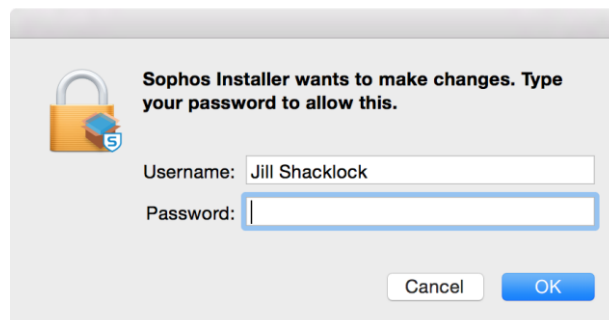 Sophos Installer wants to make changes. Type
your password to allow this.
Username: Jill Shacklock
Password:
Cancel OK
S